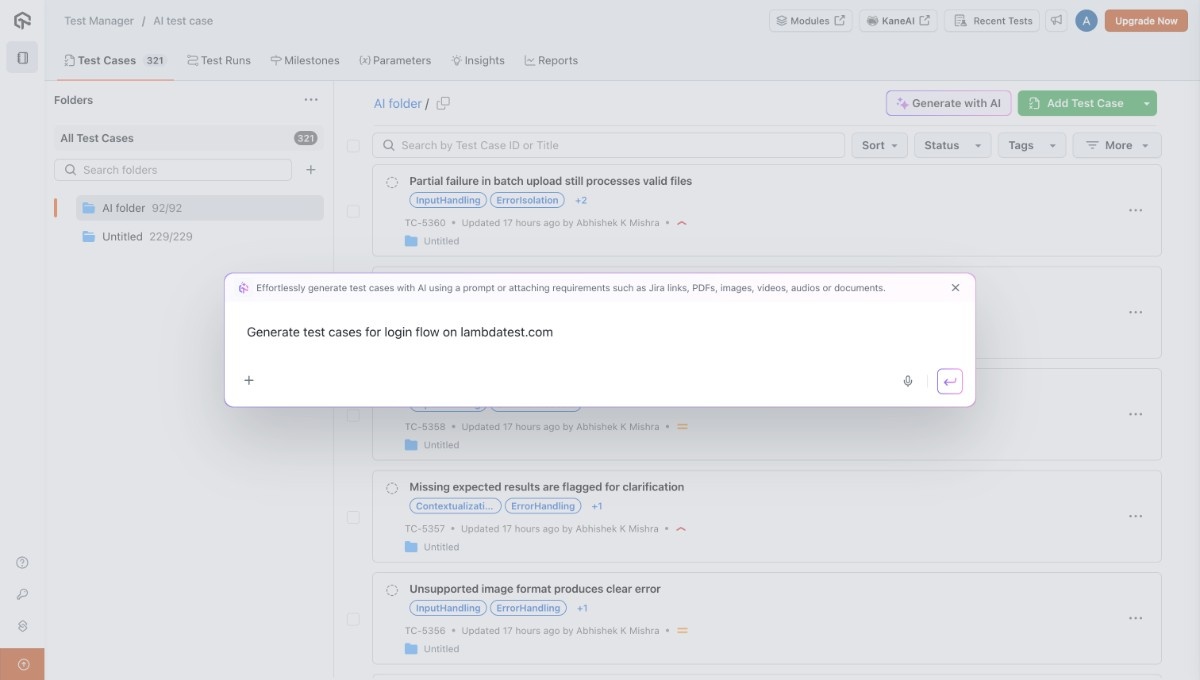 Test Manager / AI test case
Modules KaneAI Recent Tests A Upgrade Now
Test Cases 321 Test Runs Milestones (x) Parameters Insights Reports
Folders
All Test Cases 321
Search folders
AI folder 92/92
Untitled 229/229
AI folder /
Generate with AI Add Test Case
Search by Test Case ID or Title Sort Status Tags More
Partial failure in batch upload still processes valid files
InputHandling ErrorIsolation +2
TC-5360 • Updated 17 hours ago by Abhishek K Mishra •
Untitled
Effortlessly generate test cases with AI using a prompt or attaching requirements such as Jira links, PDFs, images, videos, audios or documents.
Generate test cases for login flow on lambdatest.com
TC-5358 • Updated 17 hours ago by Abhishek K Mishra •
Untitled
Missing expected results are flagged for clarification
Contextualizati... ErrorHandling +1
TC-5357 • Updated 17 hours ago by Abhishek K Mishra •
Untitled
Unsupported image format produces clear error
InputHandling ErrorHandling +1
TC-5356 • Updated 17 hours ago by Abhishek K Mishra •
Untitled